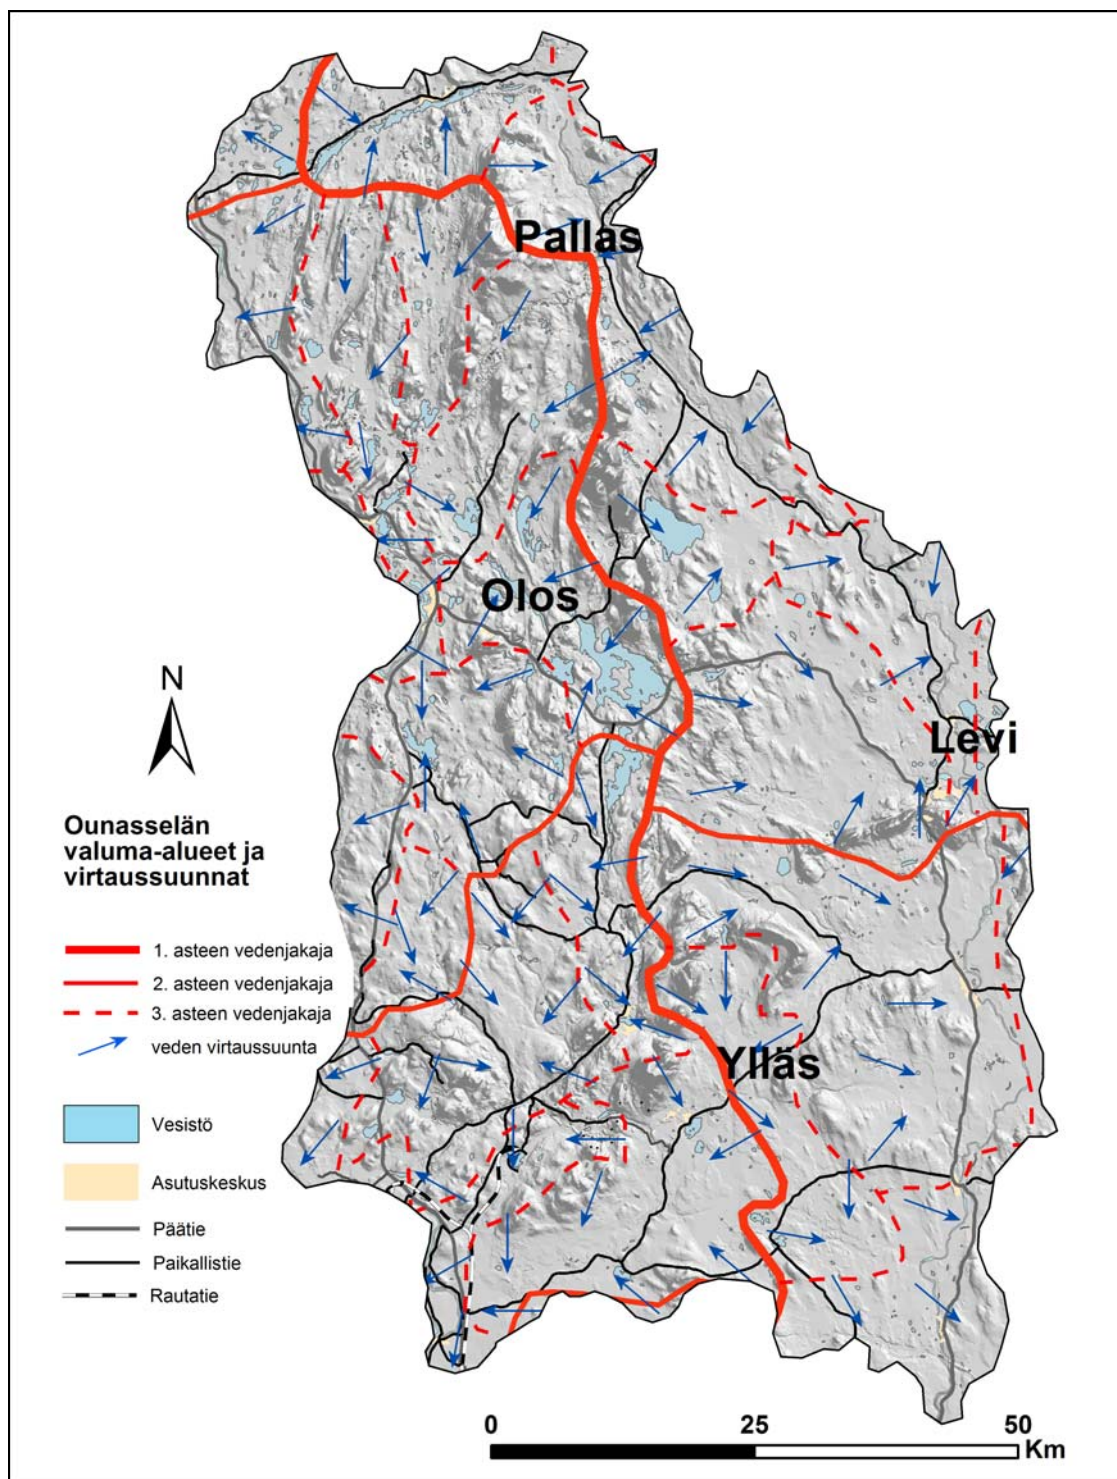 Pallas
Olos
N
Levi
Ounasselän
valuma-alueet ja
virtaussuunnat
1. asteen vedenjakaja
2. asteen vedenjakaja
3. asteen vedenjakaja
veden virtaussuunta
Ylläs
Vesistö
Asutuskeskus
Päätie
Paikallistie
Rautatie
0 25 50
Km